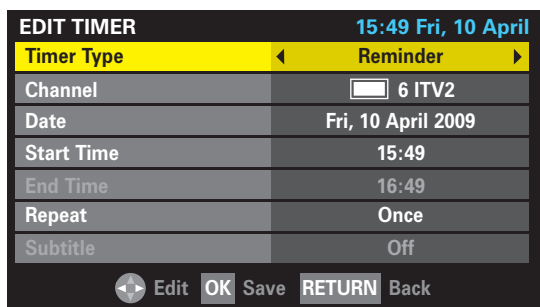 EDIT TIMER 15:49 Fri, 10 April
Timer Type Reminder
Channel 6 ITV2
Date Fri, 10 April 2009
Start Time 15:49
End Time 16:49
Repeat Once
Subtitle Off
Edit OK Save RETURN Back